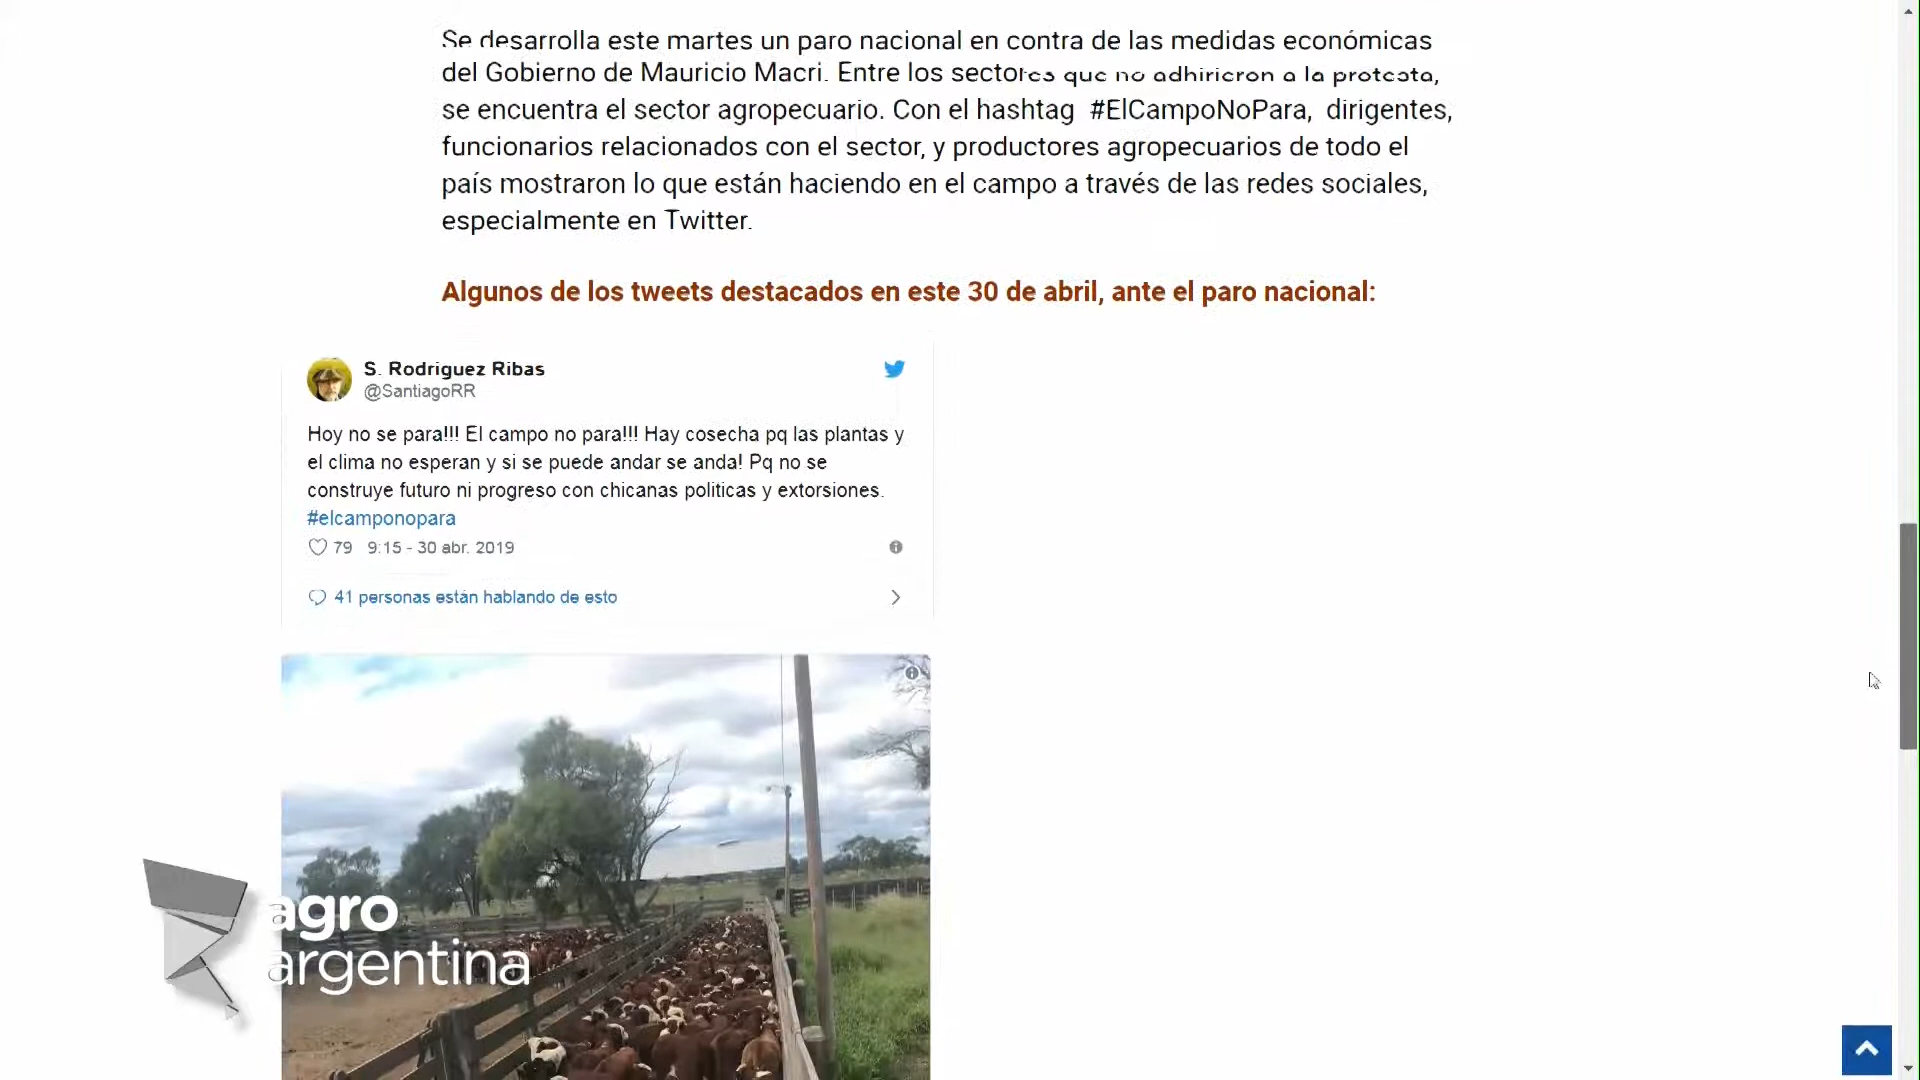 Se desarrolla este martes un paro nacional en contra de las medidas económicas
del Gobierno de Mauricio Macri. Entre los sectores que no adhirieron a la protesta,
se encuentra el sector agropecuario. Con el hashtag #ElCampoNoPara, dirigentes,
funcionarios relacionados con el sector, y productores agropecuarios de todo el
país mostraron lo que están haciendo en el campo a través de las redes sociales,
especialmente en Twitter.
Algunos de los tweets destacados en este 30 de abril, ante el paro nacional:
S. Rodriguez Ribas
@SantiagoRR
Hoy no se para!!! El campo no para!!! Hay cosecha pq las plantas y
el clima no esperan y si se puede andar se anda! Pq no se
construye futuro ni progreso con chicanas politicas y extorsiones.
#elcamponopara
79 9:15 - 30 abr. 2019
41 personas están hablando de esto
agro
argentina